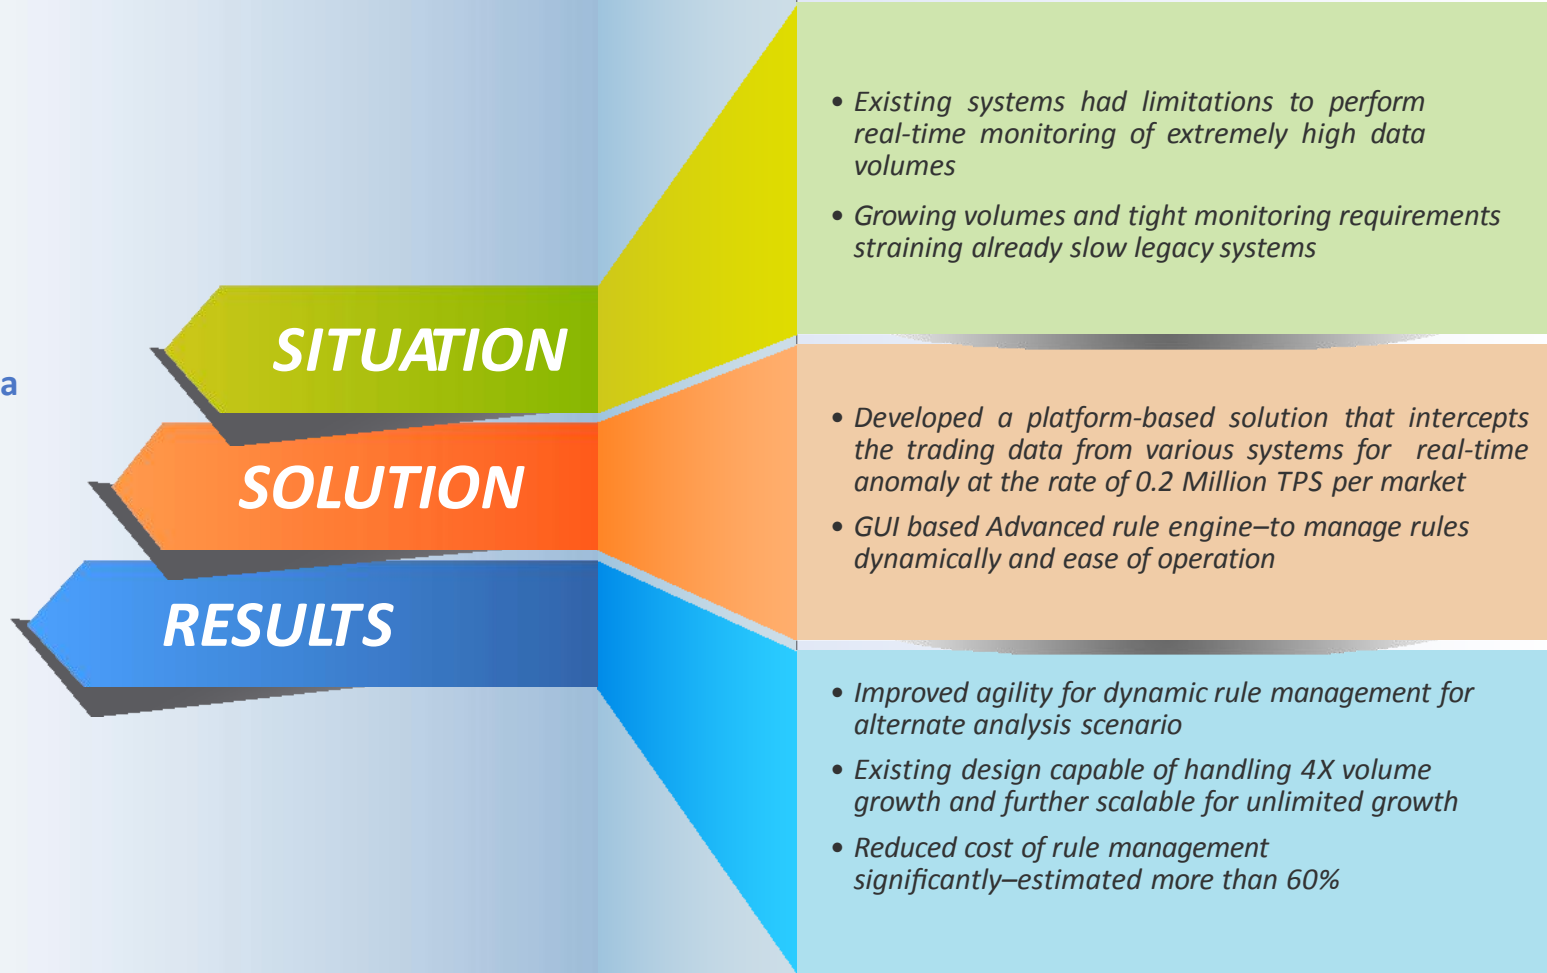 a
SITUATION
• Existing systems had limitations to perform
real-time monitoring of extremely high data
volumes
• Growing volumes and tight monitoring requirements
straining already slow legacy systems
SOLUTION
• Developed a platform-based solution that intercepts
the trading data from various systems for real-time
anomaly at the rate of 0.2 Million TPS per market
• GUI based Advanced rule engine–to manage rules
dynamically and ease of operation
RESULTS
• Improved agility for dynamic rule management for
alternate analysis scenario
• Existing design capable of handling 4X volume
growth and further scalable for unlimited growth
• Reduced cost of rule management
significantly–estimated more than 60%